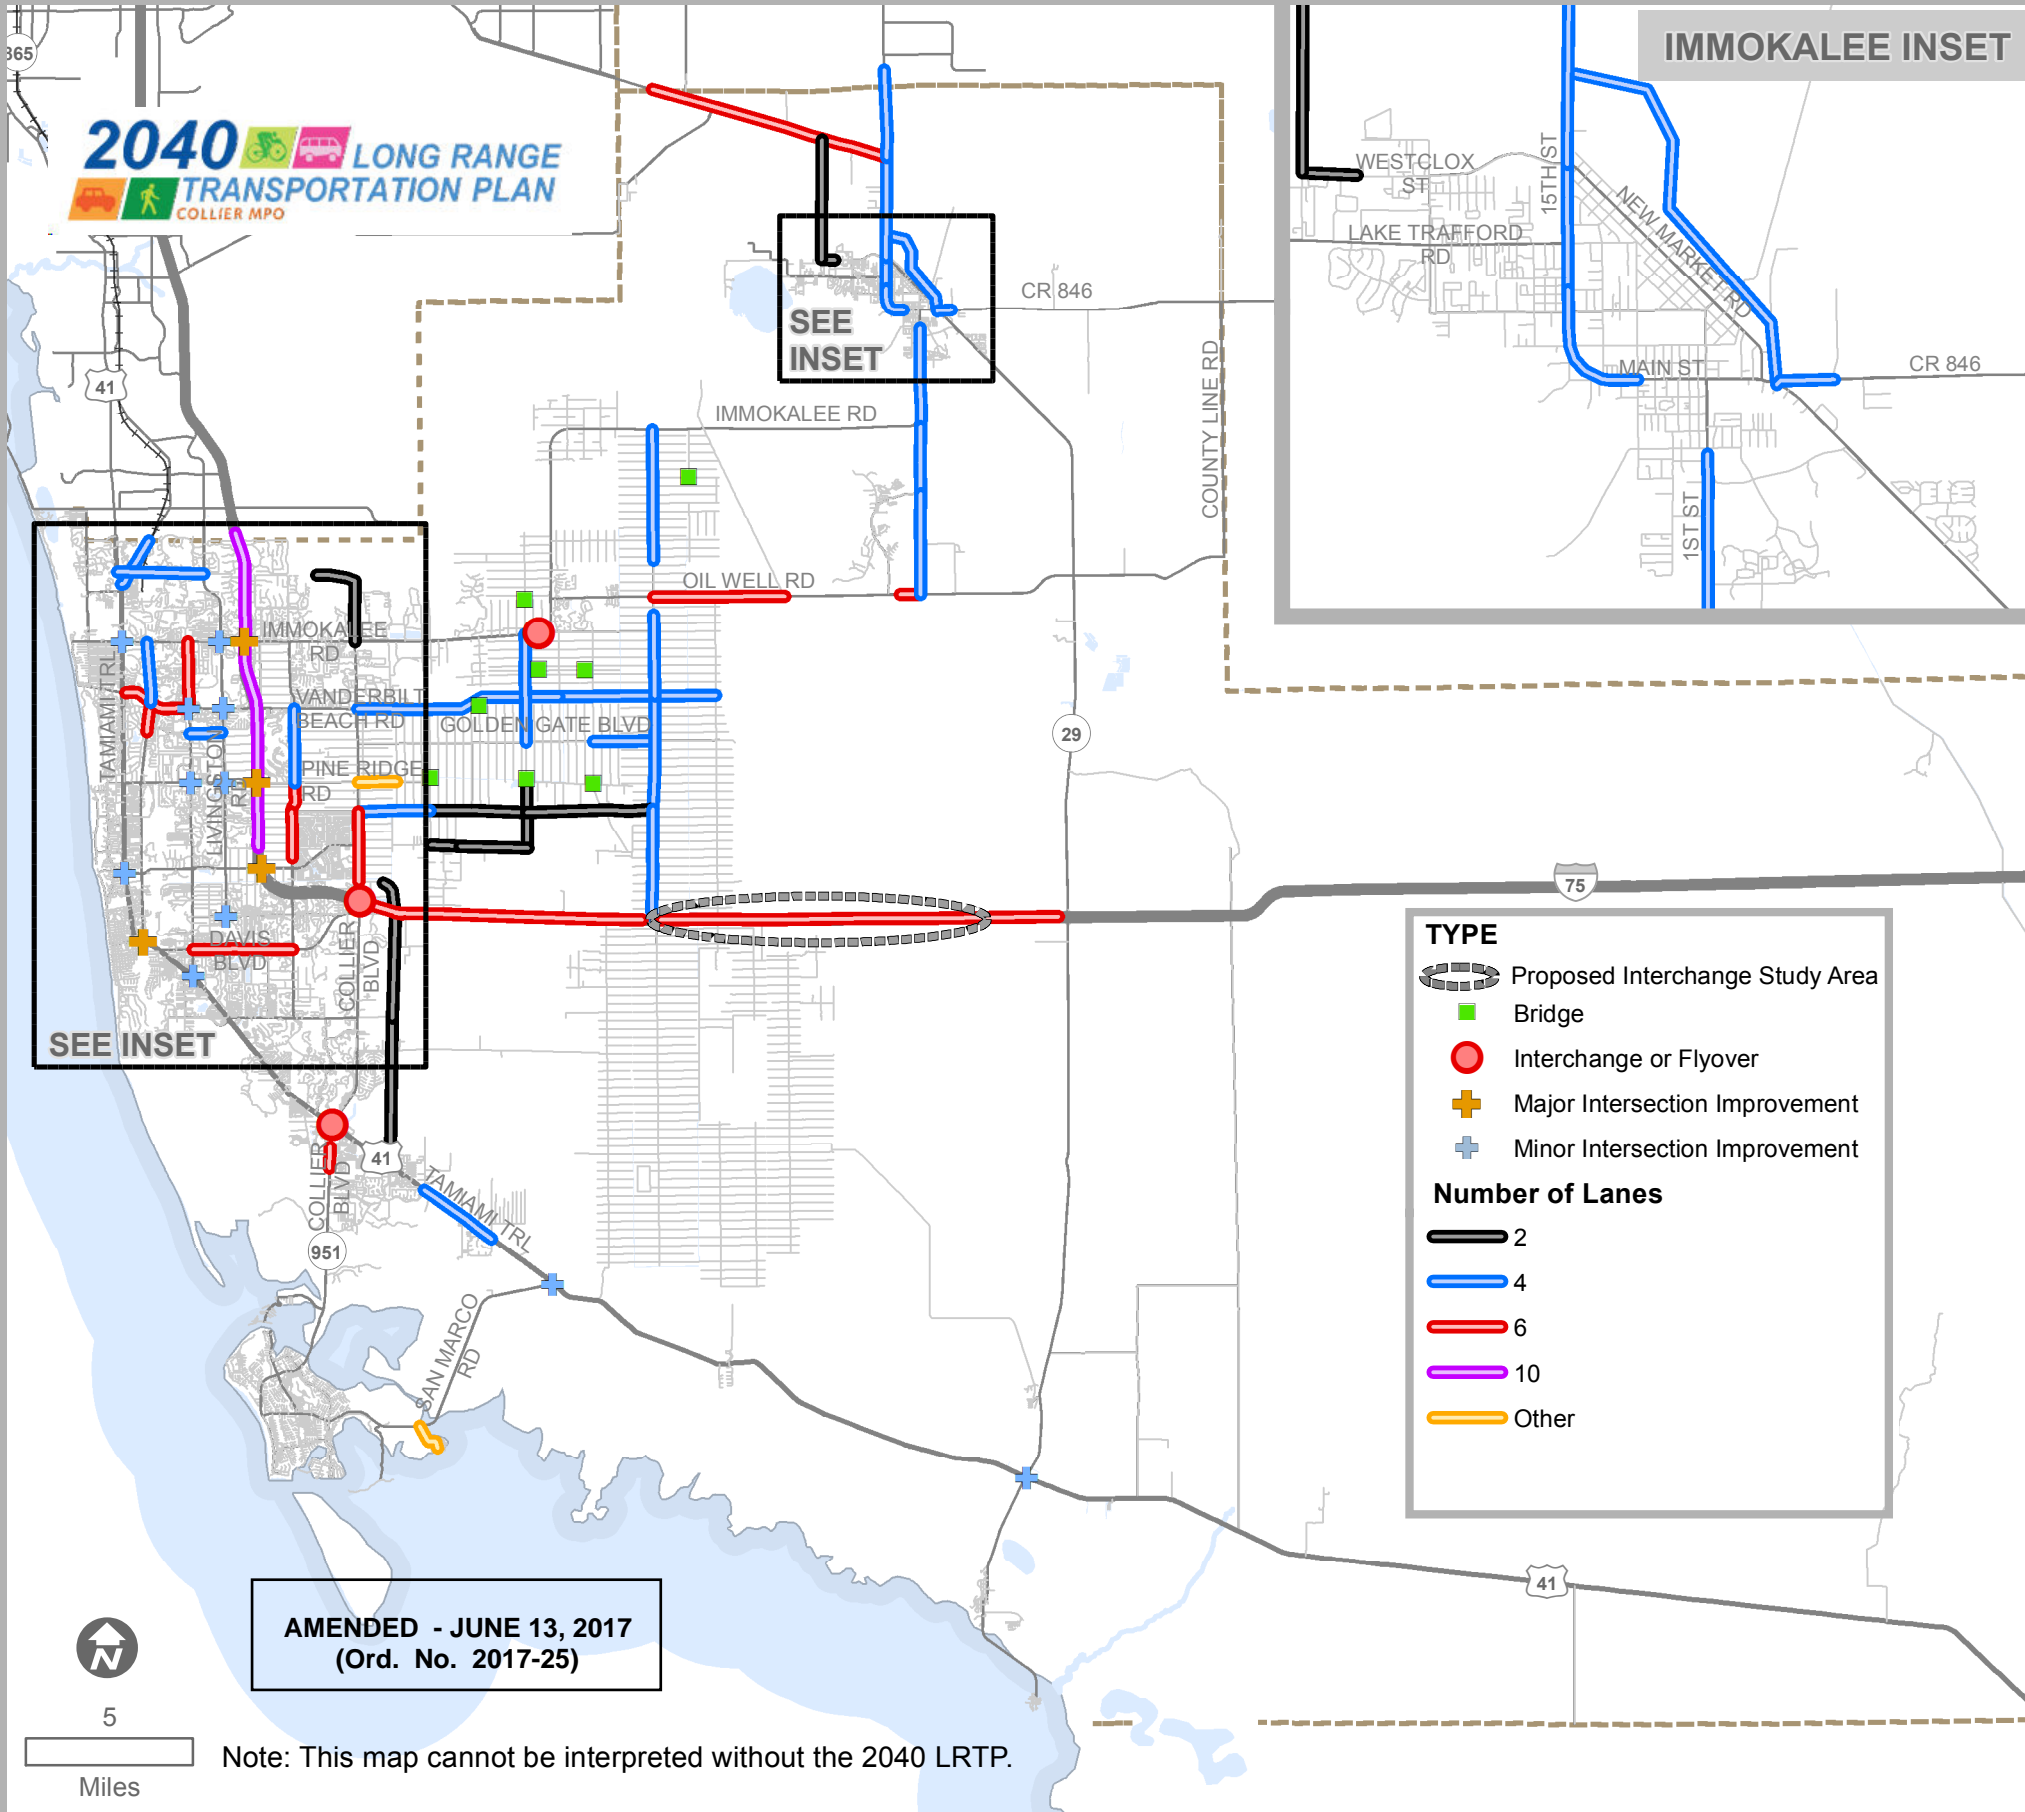 865
2040 LONG RANGE
TRANSPORTATION PLAN
COLLIER MPO
IMMOKALEE INSET
WESTCLOX
ST
15TH ST
NEW MARKET RD
LAKE TRAFFORD
RD
MAIN ST
CR 846
1ST ST
CR 846
SEE
INSET
41
IMMOKALEE RD
COUNTY LINE RD
OIL WELL RD
IMMOKALEE
RD
TAMIAMI TRL
VANDERBILT
BEACH RD
GOLDEN GATE BLVD
LIVINGSTON
RD
PINE RIDGE
RD
29
75
DAVIS
BLVD
COLLIER
BLVD
SEE INSET
41
COLLIER
BLVD
TAMIAMI TRL
951
SAN MARCO
RD
41
TYPE
Proposed Interchange Study Area
Bridge
Interchange or Flyover
Major Intersection Improvement
Minor Intersection Improvement
Number of Lanes
2
4
6
10
Other
AMENDED - JUNE 13, 2017
(Ord. No. 2017-25)
N
5
Miles
Note: This map cannot be interpreted without the 2040 LRTP.